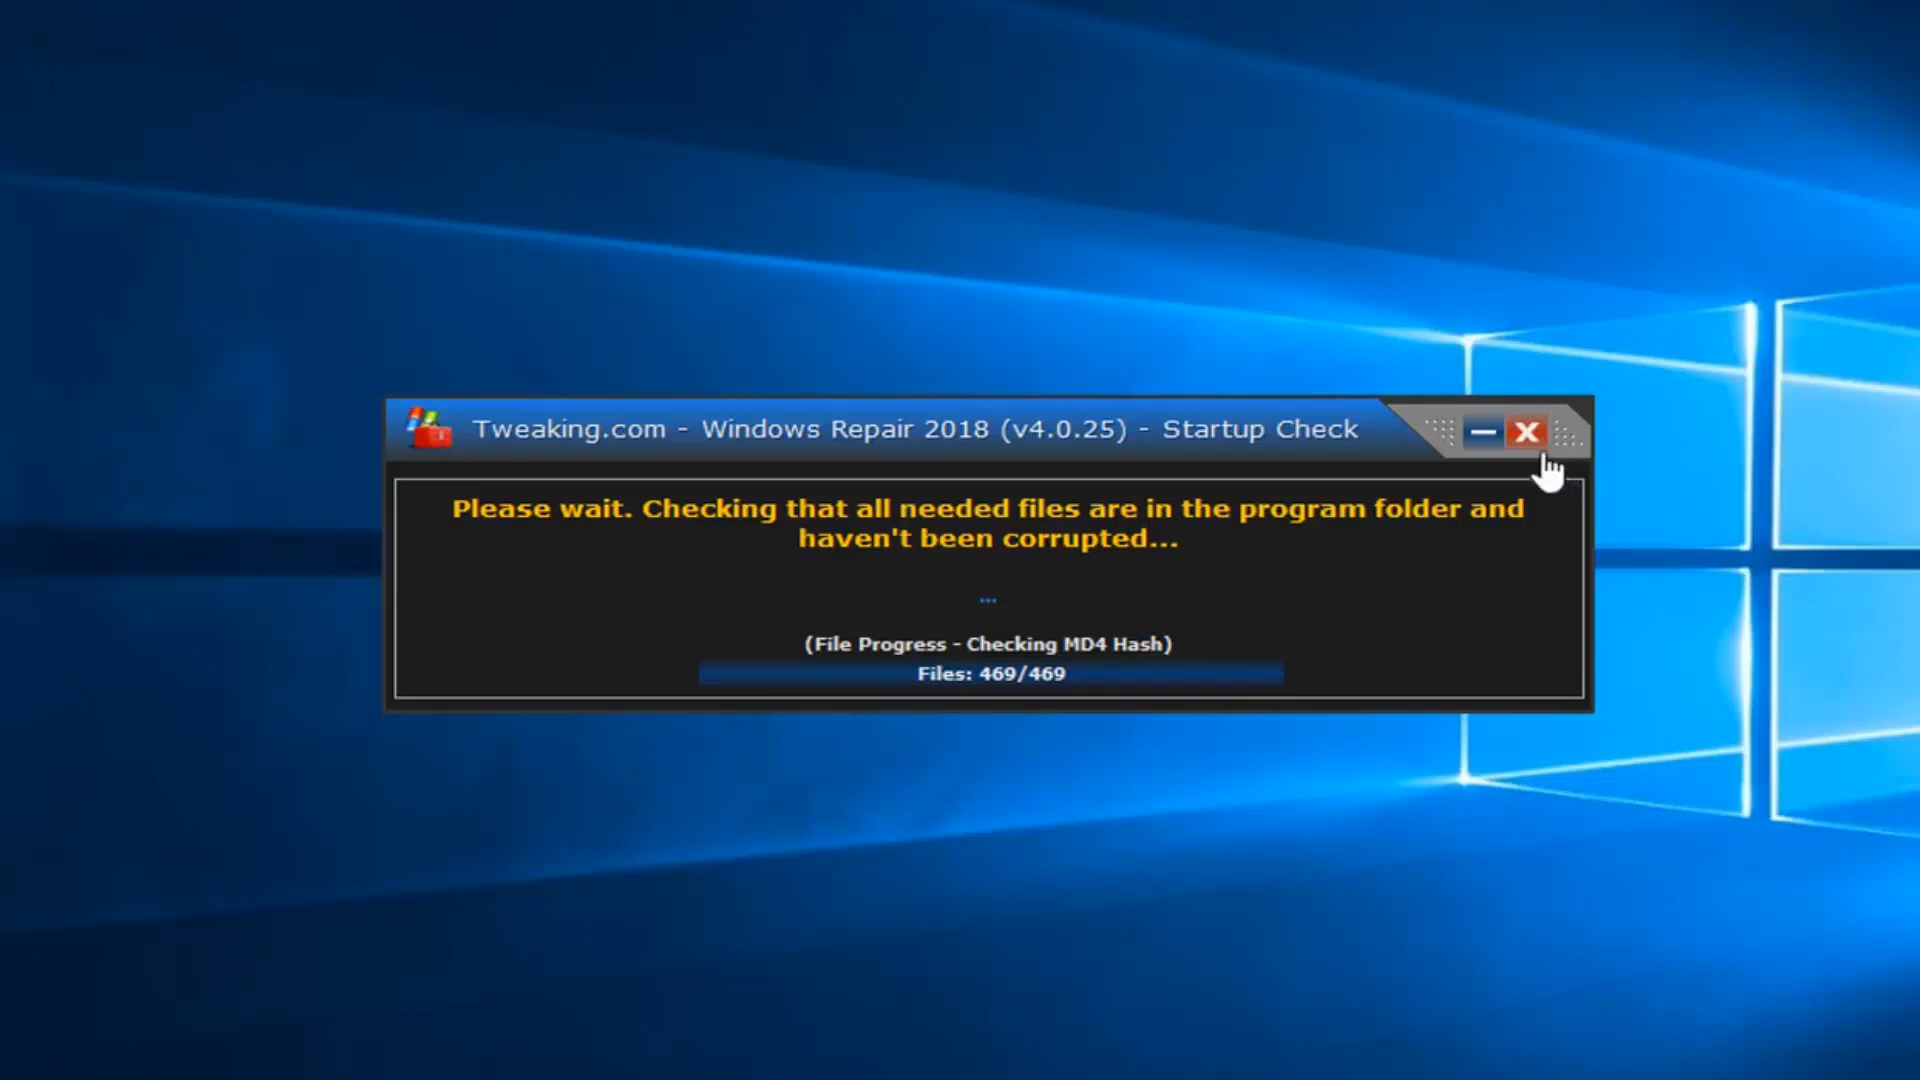 Tweaking.com - Windows Repair 2018 (v4.0.25) - Startup Check
Please wait. Checking that all needed files are in the program folder and
haven't been corrupted...
...
(File Progress - Checking MD4 Hash)
Files: 469/469